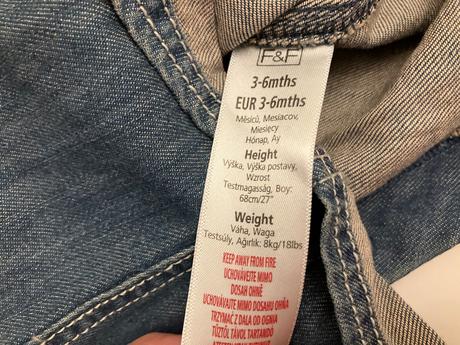 F&F
3-6mths
EUR 3-6mths
Měsíců, Mesiacov,
Miesięcy
Hónap, Ay
Height
Výška, Výška postavy,
Wzrost
Testmagasság, Boy:
68cm/27"
Weight
Váha, Waga
Testsúly, Ağirlik: 8kg/18lbs
KEEP AWAY FROM FIRE
UCHOVÁVEJTE MIMO
DOSAH OHNĚ
UCHOVÁVAJTE MIMO DOSAHU OHŇA
TRZYMAĆ Z DALA OD OGNIA
TŰZTŐL TÁVOL TARTANDÓ